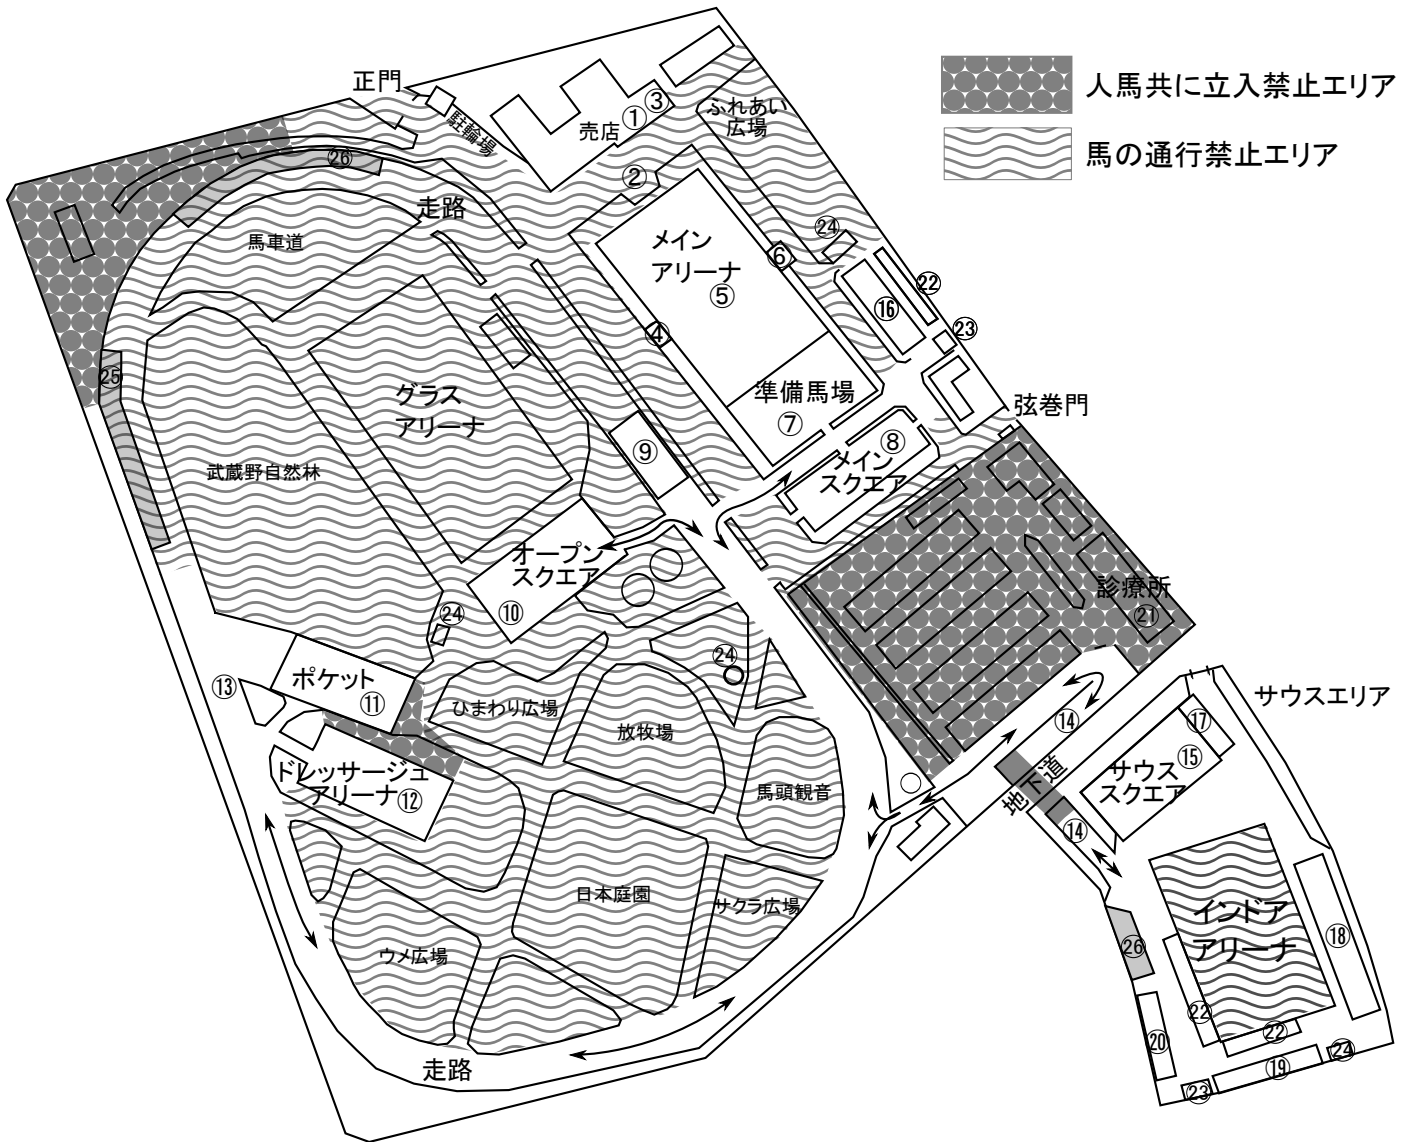 正門
人馬共に立入禁止エリア
馬の通行禁止エリア
駐輪場
売店
①
③
ふれあい
広場
②
㉖
走路
馬車道
メイン
アリーナ
⑤
⑥
㉔
㉒
⑯
㉓
④
㉕
グラス
アリーナ
準備馬場
⑦
弦巻門
⑧
メイン
スクエア
⑨
武蔵野自然林
オープン
スクエア
⑩
㉔
診療所
㉑
㉔
ポケット
⑪
⑬
ひまわり広場
放牧場
⑭
サウスエリア
⑰
⑮
サウス
スクエア
ドレッサージュ
アリーナ
⑫
馬頭観音
地下道
⑭
日本庭園
サクラ広場
インドア
アリーナ
⑱
ウメ広場
㉖
㉒
㉒
⑳
㉔
⑲
㉓
走路